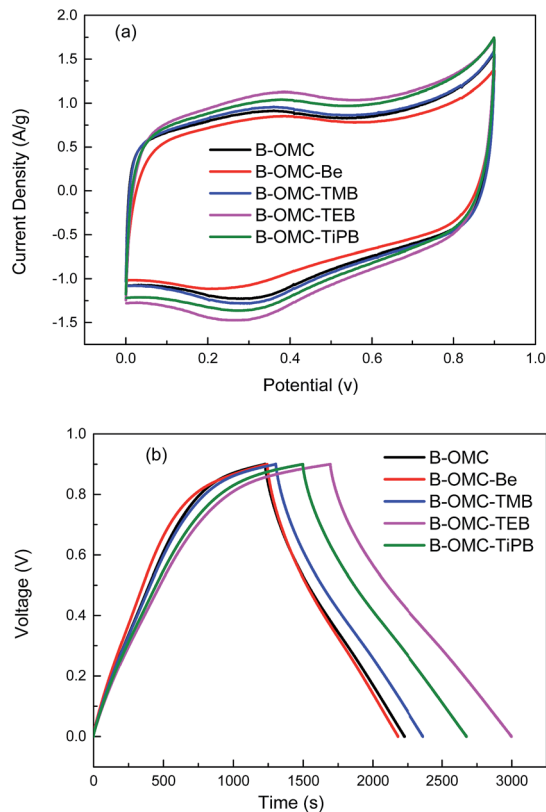 (a)
2.0
1.5
1.0
0.5
0.0
-0.5
-1.0
-1.5
Current Density (A/g)
B-OMC
B-OMC-Be
B-OMC-TMB
B-OMC-TEB
B-OMC-TiPB
0.0 0.2 0.4 0.6 0.8 1.0
Potential (v)
(b)
1.0
0.8
0.6
0.4
0.2
0.0
Voltage (V)
B-OMC
B-OMC-Be
B-OMC-TMB
B-OMC-TEB
B-OMC-TiPB
0 500 1000 1500 2000 2500 3000
Time (s)